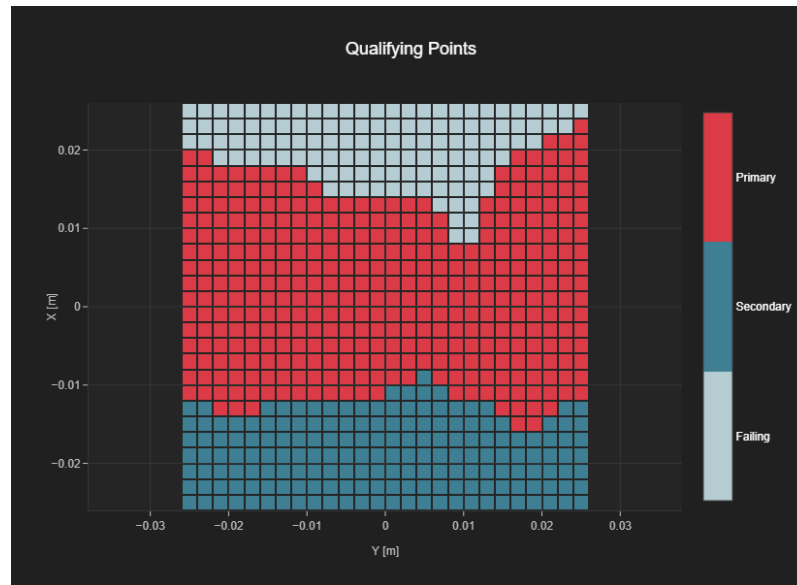 Qualifying Points
0.02
0.01
0
−0.01
−0.02
X [m]
−0.03
−0.02
−0.01
0
0.01
0.02
0.03
Y [m]
Primary
Secondary
Failing